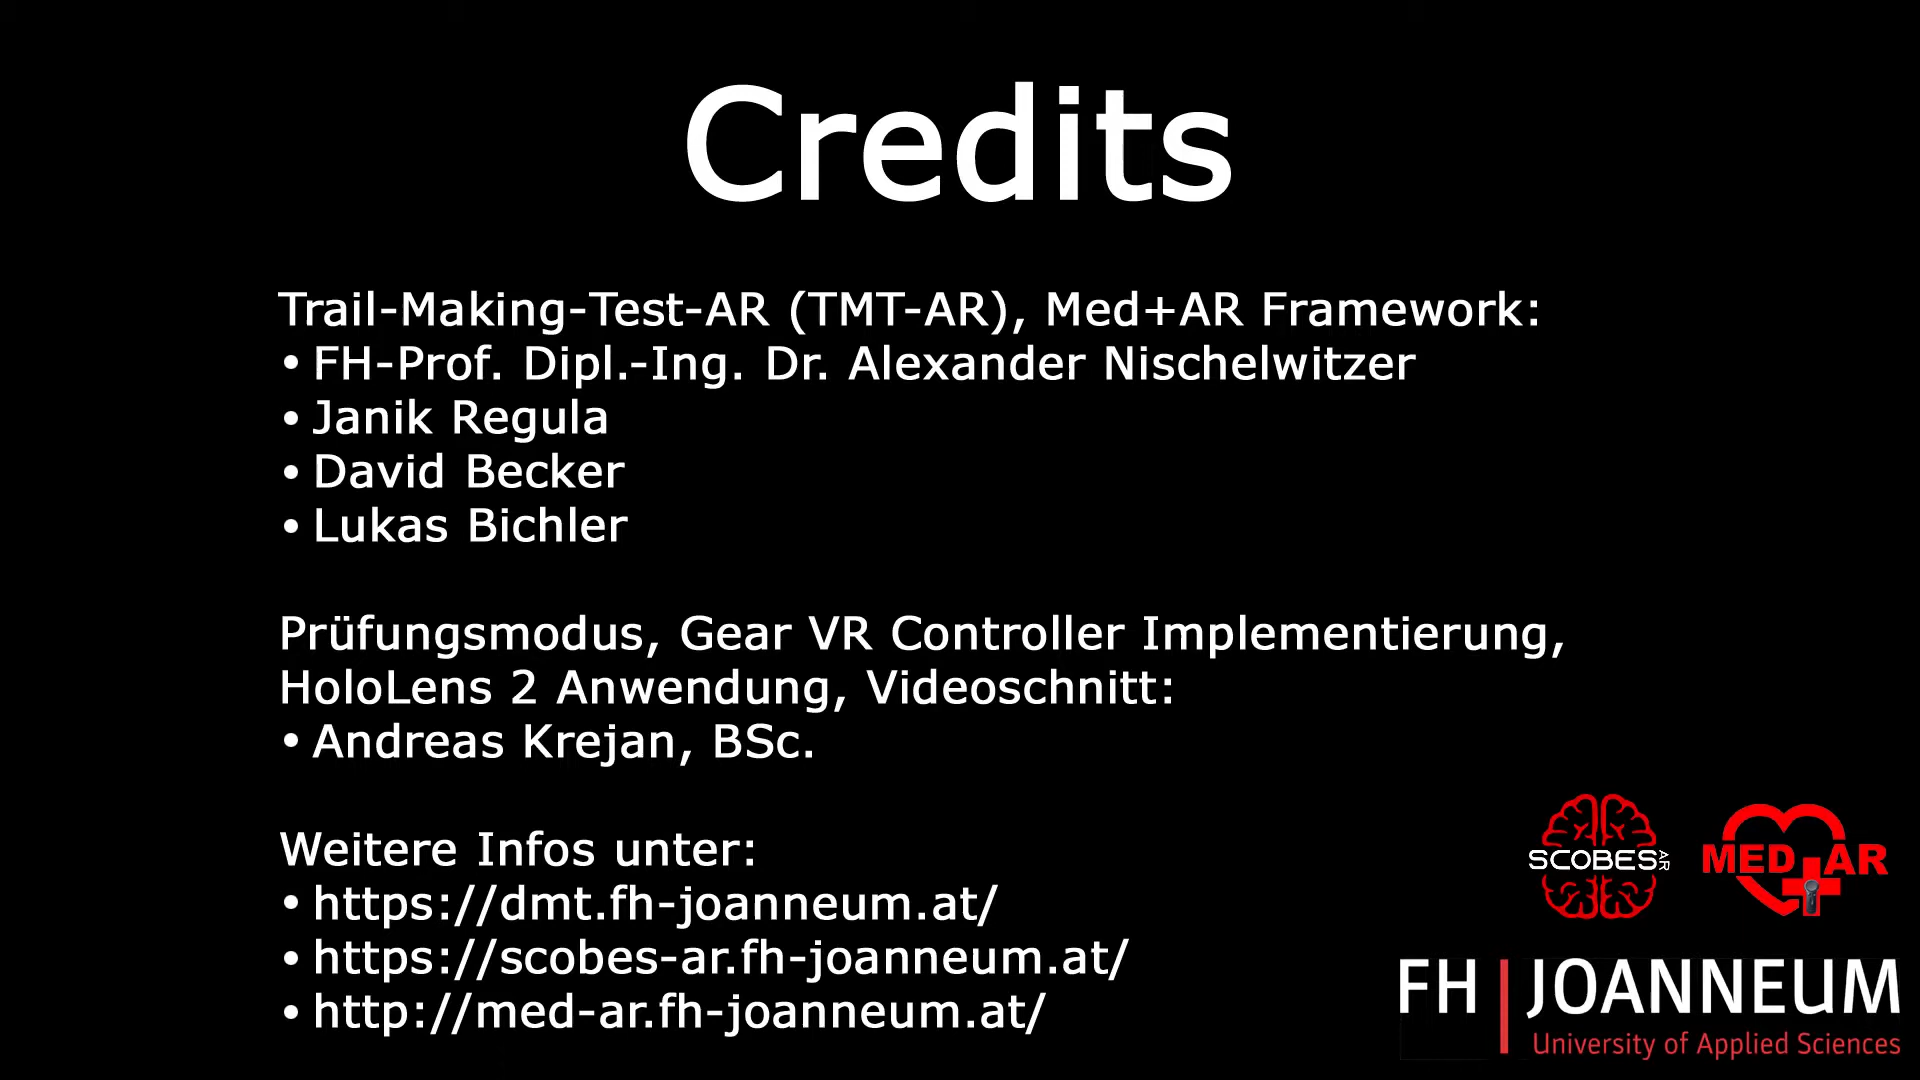 Credits
Trail-Making-Test-AR (TMT-AR), Med+AR Framework:
• FH-Prof. Dipl.-Ing. Dr. Alexander Nischelwitzer
• Janik Regula
• David Becker
• Lukas Bichler
Prüfungsmodus, Gear VR Controller Implementierung,
HoloLens 2 Anwendung, Videoschnitt:
• Andreas Krejan, BSc.
Weitere Infos unter:
• https://dmt.fh-joanneum.at/
• https://scobes-ar.fh-joanneum.at/
• http://med-ar.fh-joanneum.at/
SCOBES AR
MED+AR
FH | JOANNEUM
University of Applied Sciences